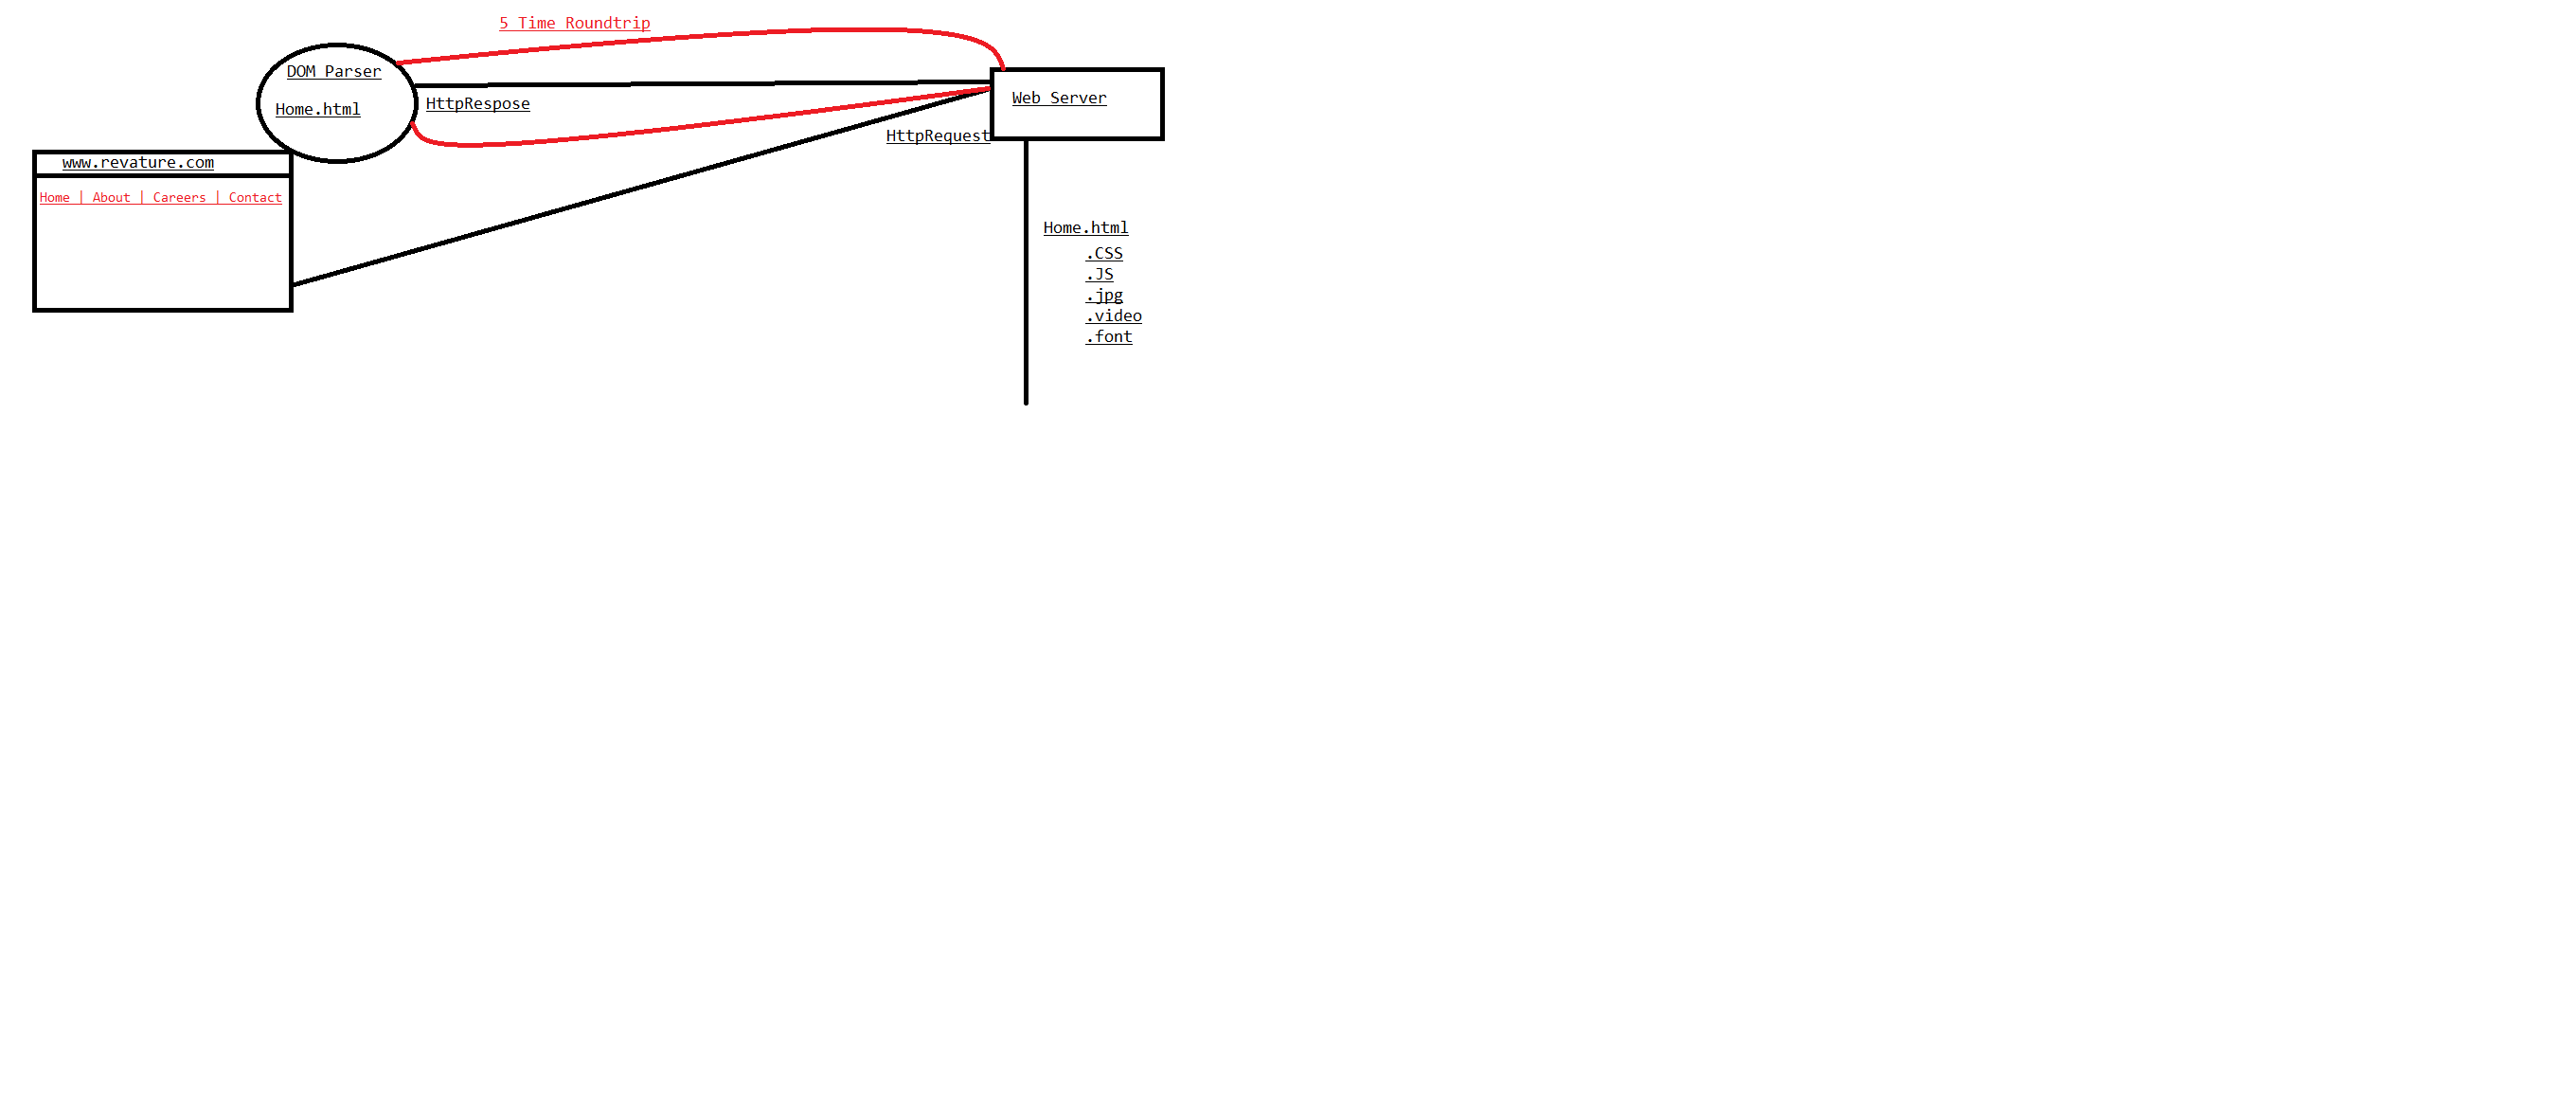 5 Time Roundtrip
DOM Parser
Home.html
HttpRespose
Web Server
HttpRequest
www.revature.com
Home | About | Careers | Contact
Home.html
.CSS
.JS
.jpg
.video
.font